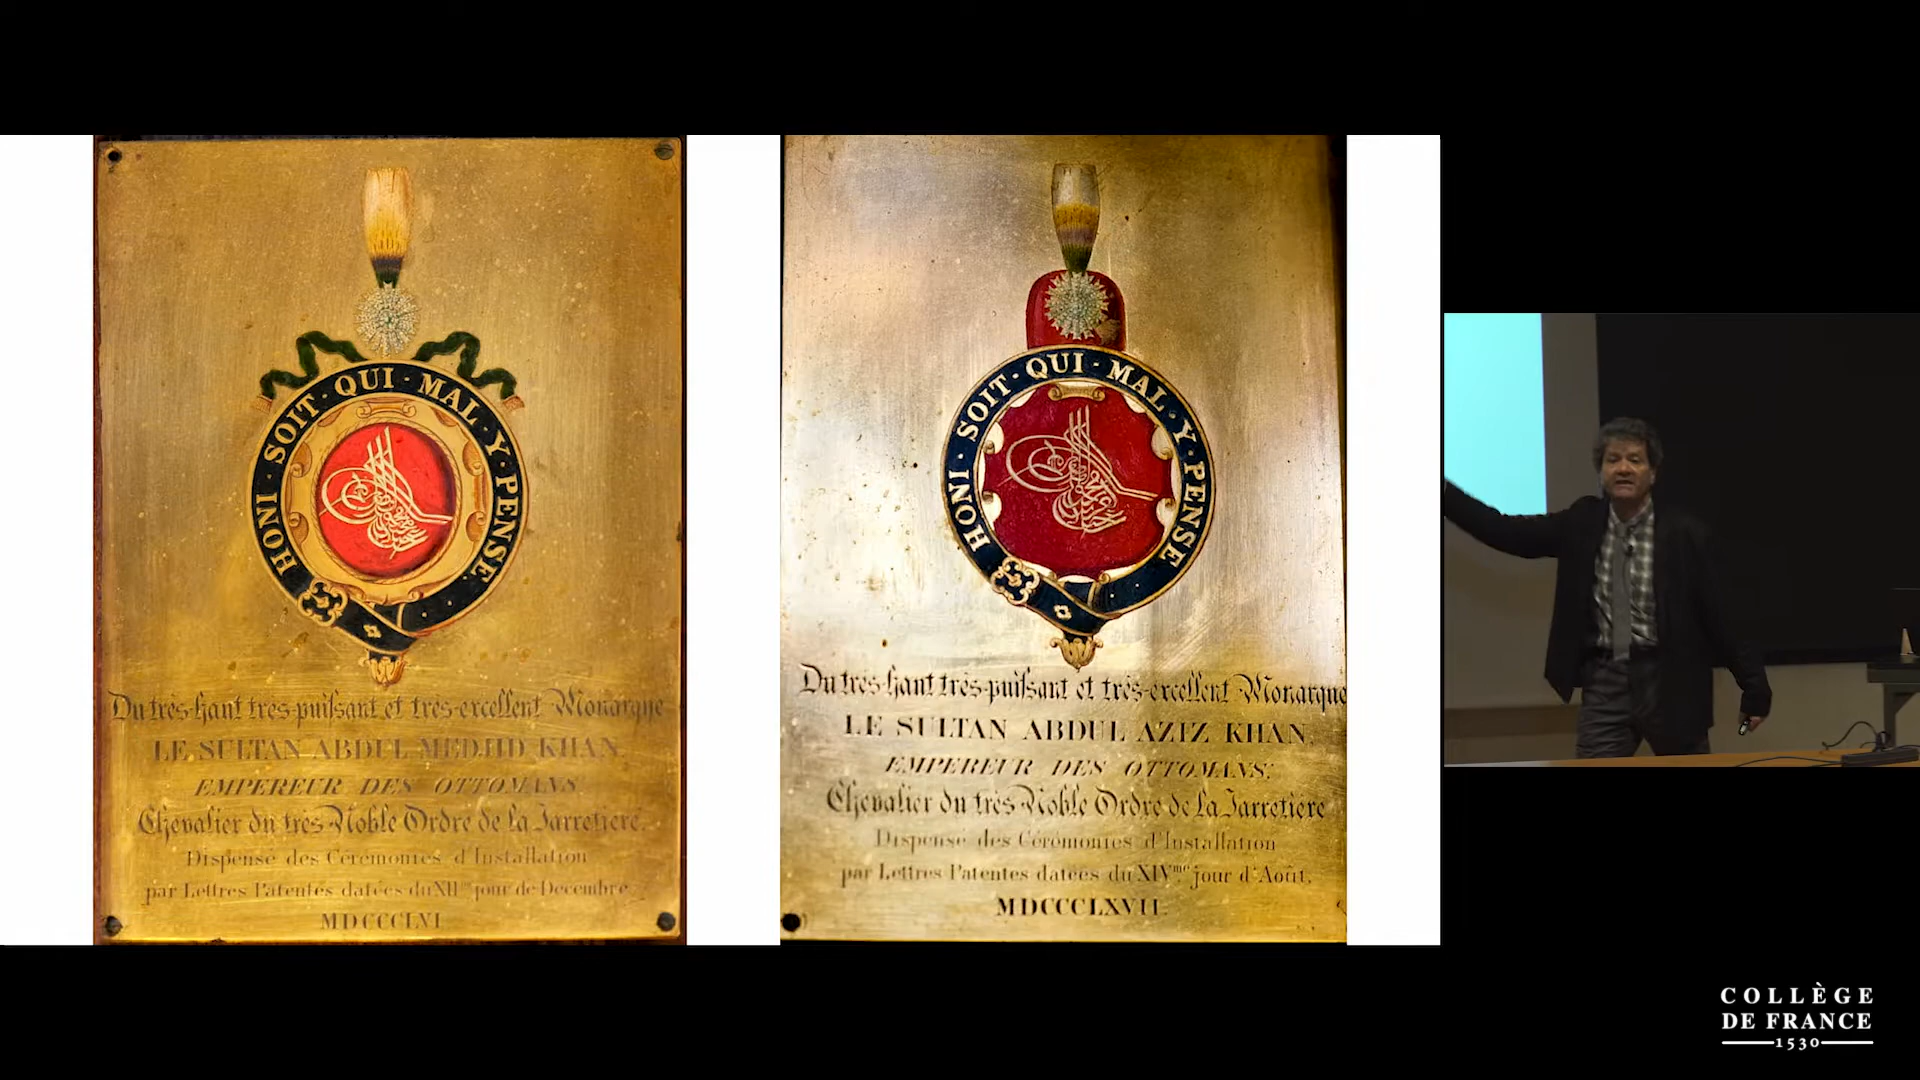 HONI · SOIT · QUI · MAL · Y · PENSE.
Du très-haut très-puissant et très-excellent Monarque
LE SULTAN ABDUL MEDJID KHAN,
EMPEREUR DES OTTOMANS,
Chevalier du très-Noble Ordre de la Jarretière,
Dispensé des Cérémonies d'Installation
par Lettres Patentes datées du XIIme jour de Decembre,
MDCCCLVI
HONI · SOIT · QUI · MAL · Y · PENSE
Du très-haut très-puissant et très-excellent Monarque
LE SULTAN ABDUL AZIZ KHAN,
EMPEREUR DES OTTOMANS,
Chevalier du très-Noble Ordre de la Jarretière
Dispensé des Cérémonies d'Installation
par Lettres Patentes datées du XIVme jour d'Août,
MDCCCLXVII.
COLLÈGE
DE FRANCE
1530